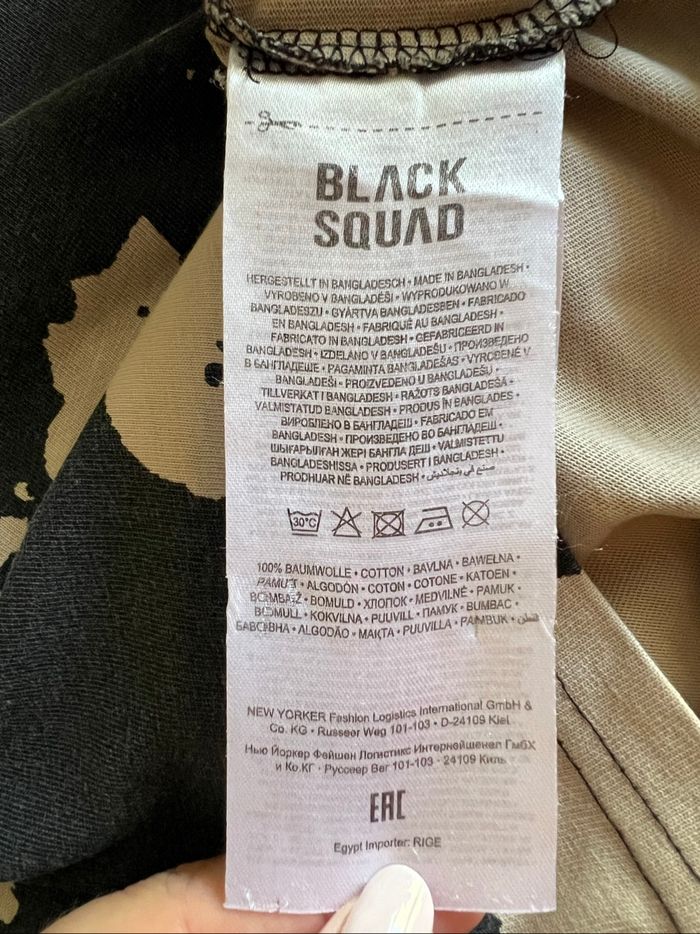 BLACK
SQUAD
HERGESTELLT IN BANGLADESCH • MADE IN BANGLADESH •
VYROBENO V BANGLADÉŠI • WYPRODUKOWANO W
BANGLADESZU • GYÁRTVA BANGLADESBEN • FABRICADO
EN BANGLADESH • FABRIQUÉ AU BANGLADESH •
FABRICATO IN BANGLADESH • GEFABRICEERD IN
BANGLADESH • IZDELANO V BANGLADEŠU • ПРОИЗВЕДЕНО
В БАНГЛАДЕШЕ • PAGAMINTA BANGLADEŠAS • VYROBENÉ V
BANGLADÉŠI • PROIZVEDENO U BANGLADEŠU •
TILLVERKAT I BANGLADESH • RAŽOTS BANGLADEŠĀ •
VALMISTATUD BANGLADESH • PRODUS ÎN BANGLADES •
ВИРОБЛЕНО В БАНГЛАДЕШ • FABRICADO EM
BANGLADESH • ПРОИЗВЕДЕНО ВО БАНГЛАДЕШ •
ШЫҒАРЫЛҒАН ЖЕРІ БАНГЛА ДЕШ • VALMISTETTU
BANGLADESHISSA • PRODUSERT I BANGLADESH •
PRODHUAR NË BANGLADESH • صنع في بنجلاديش
30°C
100% BAUMWOLLE • COTTON • BAVLNA • BAWEŁNA •
PAMUT • ALGODÓN • COTON • COTONE • KATOEN •
BOMBAŽ • BOMULD • ХЛОПОК • MEDVILNĖ • PAMUK •
BOMULL • KOKVILNA • PUUVILL • ПАМУК • BUMBAC •
БАВОВНА • ALGODÃO • МАҚТА • PUUVILLA • PAMBUK • قطن
NEW YORKER Fashion Logistics International GmbH &
Co. KG • Russeer Weg 101-103 • D-24109 Kiel
Нью Йоркер Фейшен Логистикс Интернейшенел ГмбХ
и Ко.КГ • Руссеер Вег 101-103 • 24109 Киль
EAC
Egypt Importer: RIGE